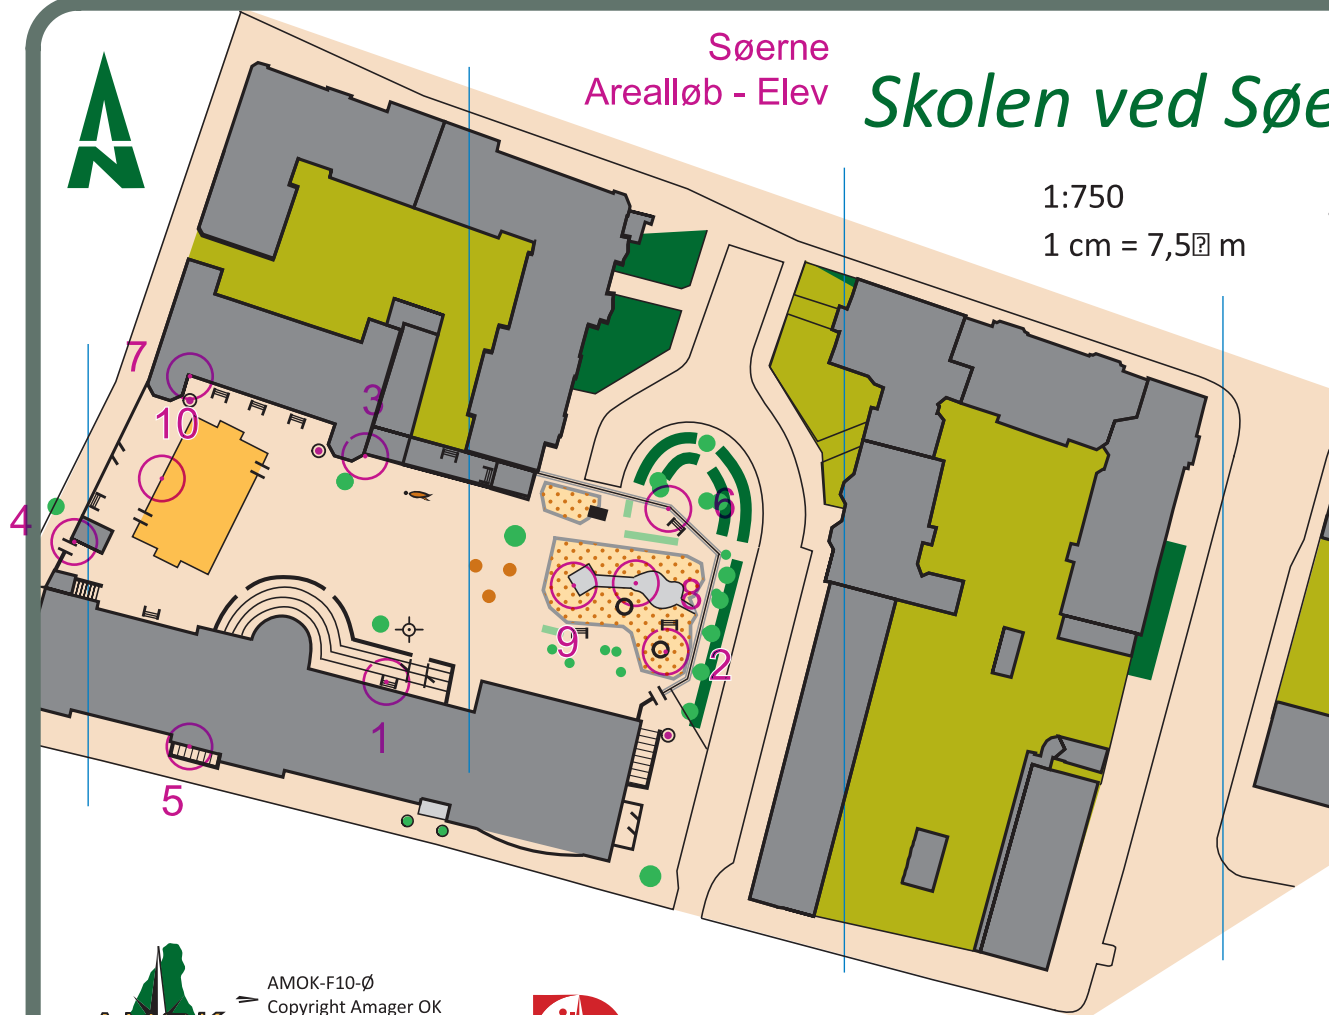 Søerne
Arealløb - Elev
Skolen ved Søe
1:750
1 cm = 7,5⍰ m
7
10
3
4
6
8
9
2
1
5
AMOK-F10-Ø
Copyright Amager OK